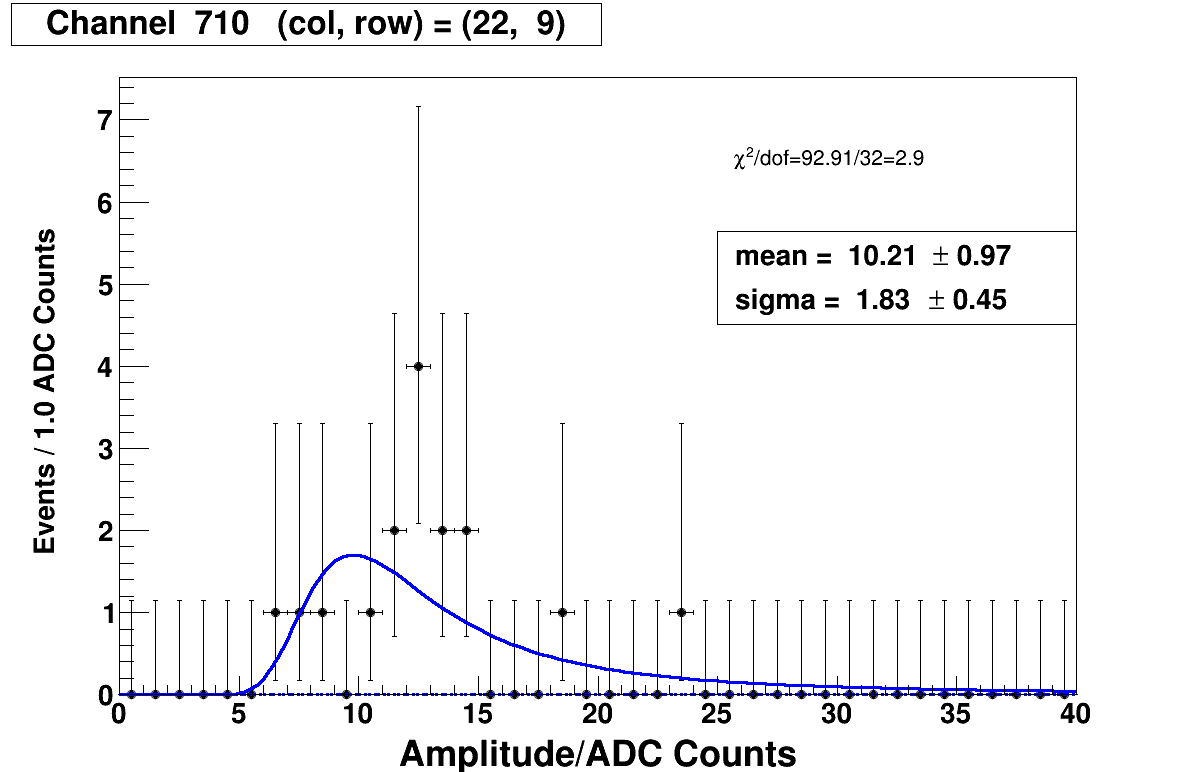 Channel 710 (col, row) = (22, 9)
χ²/dof=92.91/32=2.9
mean = 10.21 ± 0.97
sigma = 1.83 ± 0.45
Events / 1.0 ADC Counts
7
6
5
4
3
2
1
0
0 5 10 15 20 25 30 35 40
Amplitude/ADC Counts